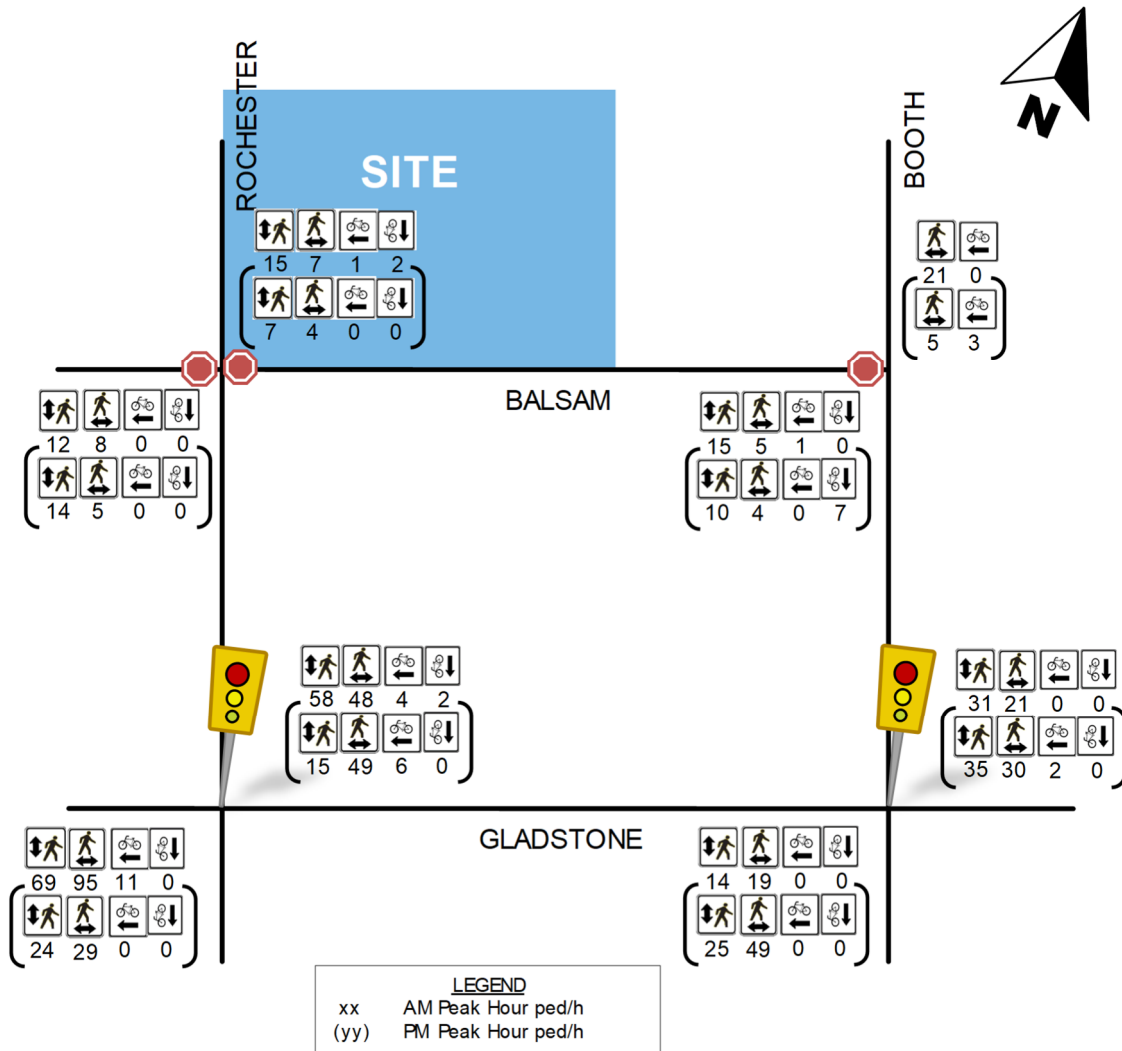 ROCHESTER
BOOTH
N
SITE
15 7 1 2
7 4 0 0
21 0
5 3
BALSAM
12 8 0 0
14 5 0 0
15 5 1 0
10 4 0 7
58 48 4 2
15 49 6 0
31 21 0 0
35 30 2 0
GLADSTONE
69 95 11 0
24 29 0 0
14 19 0 0
25 49 0 0
LEGEND
xx AM Peak Hour ped/h
(yy) PM Peak Hour ped/h